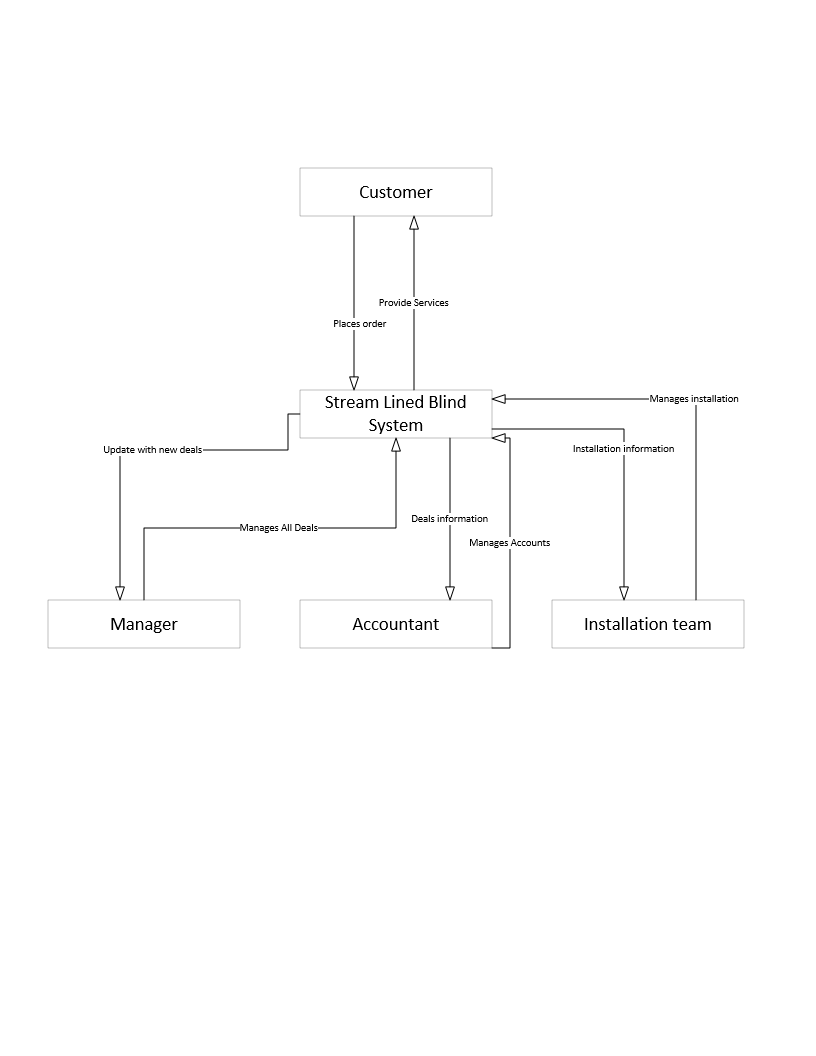 Customer
Provide Services
Places order
Stream Lined Blind
System
Manages installation
Installation information
Update with new deals
Deals information
Manages All Deals
Manages Accounts
Manager
Accountant
Installation team